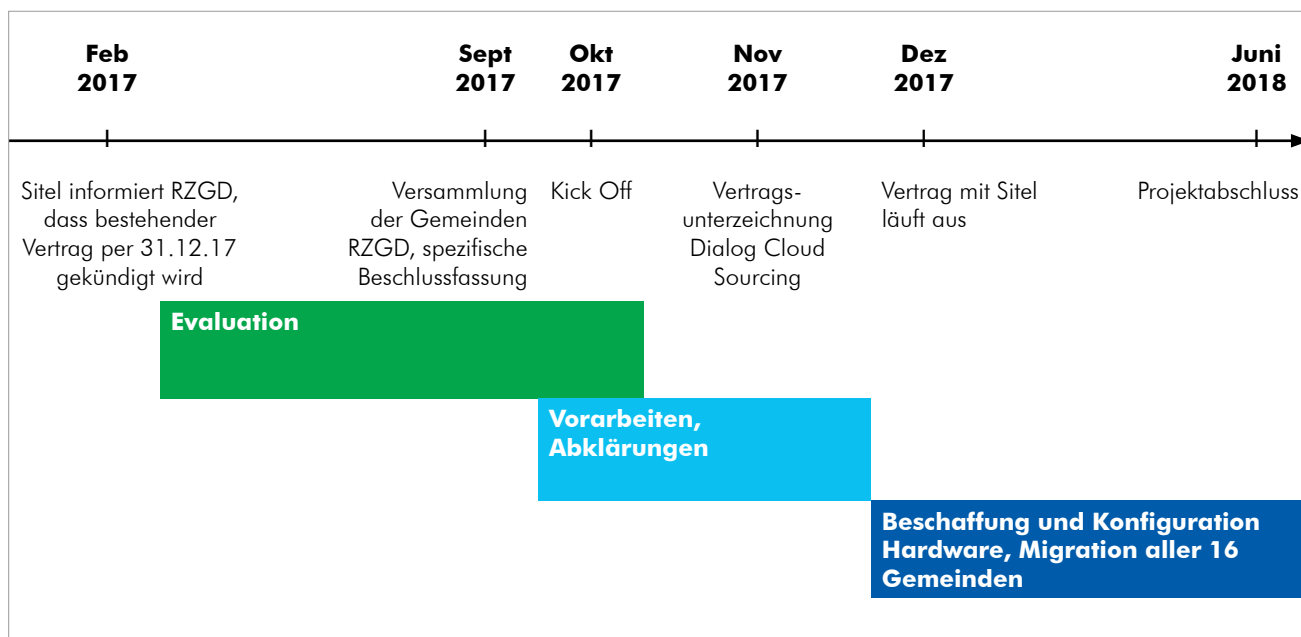 Feb
2017
Sept
2017
Okt
2017
Nov
2017
Dez
2017
Juni
2018
Sitel informiert RZGD,
dass bestehender
Vertrag per 31.12.17
gekündigt wird
Versammlung
der Gemeinden
RZGD, spezifische
Beschlussfassung
Kick Off
Vertrags-
unterzeichnung
Dialog Cloud
Sourcing
Vertrag mit Sitel
läuft aus
Projektabschluss
Evaluation
Vorarbeiten,
Abklärungen
Beschaffung und Konfiguration
Hardware, Migration aller 16
Gemeinden